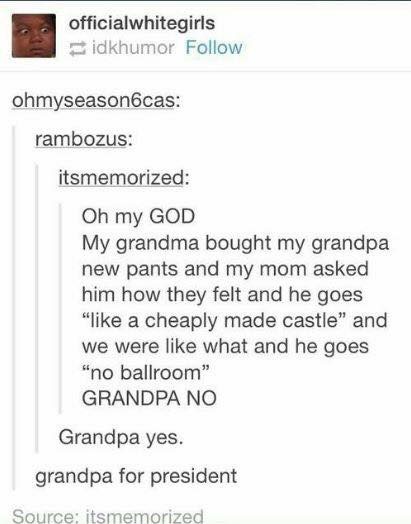 officialwhitegirls
idkhumor Follow
ohmyseason6cas:
rambozus:
itsmemorized:
Oh my GOD
My grandma bought my grandpa
new pants and my mom asked
him how they felt and he goes
“like a cheaply made castle” and
we were like what and he goes
“no ballroom”
GRANDPA NO
Grandpa yes.
grandpa for president
Source: itsmemorized